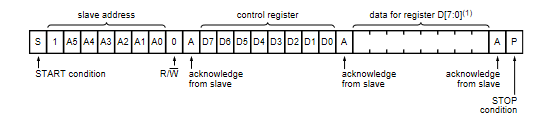 slave address control register data for register D[7:0](1)
S 1 A5 A4 A3 A2 A1 A0 0 A D7 D6 D5 D4 D3 D2 D1 D0 A A P
START condition R/W acknowledge acknowledge acknowledge
from slave from slave from slave
STOP
condition